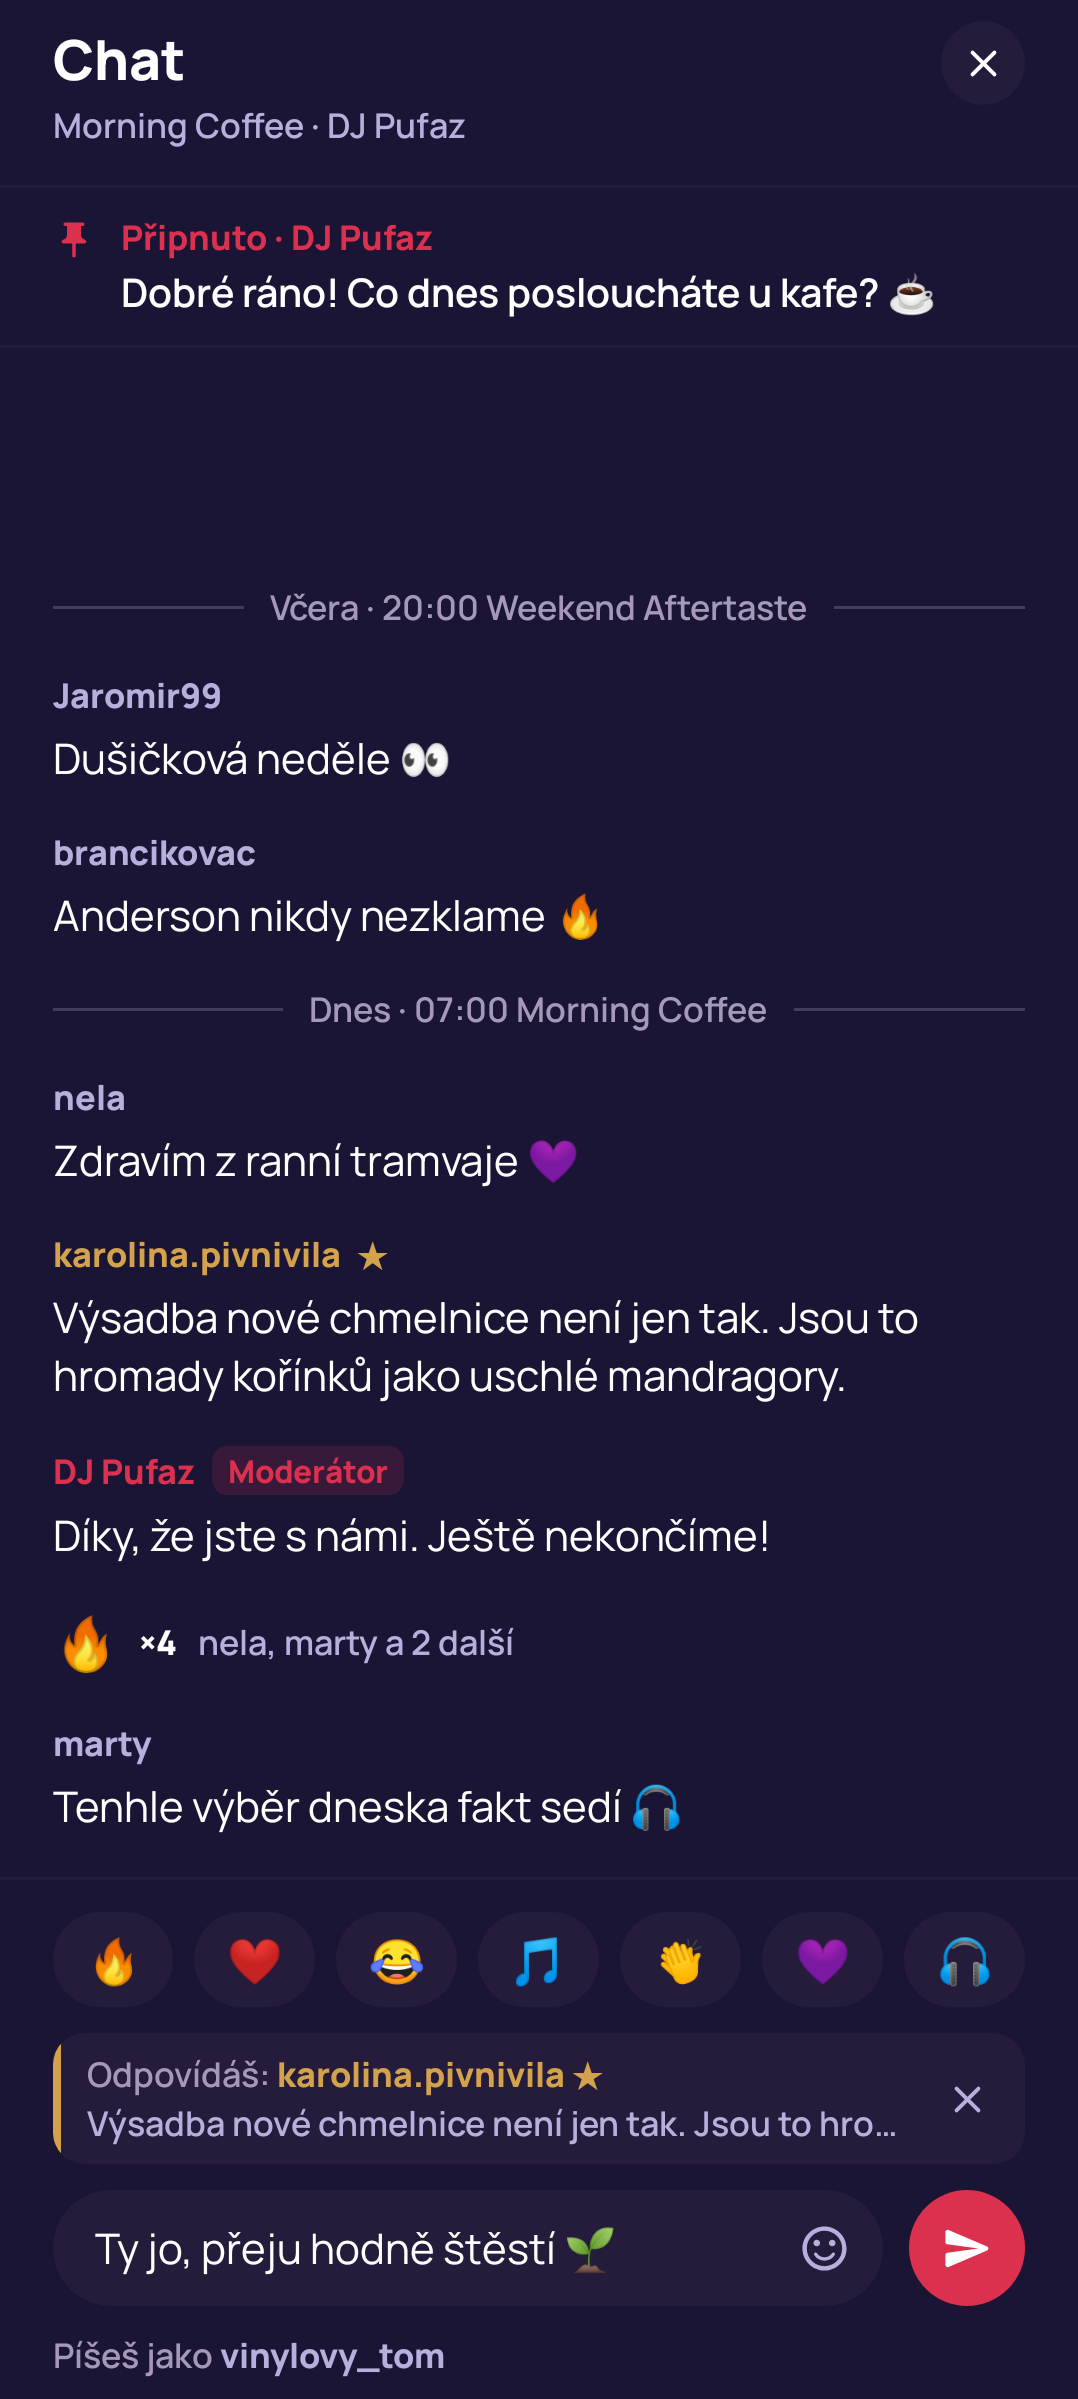 Chat
Morning Coffee · DJ Pufaz
Připnuto · DJ Pufaz
Dobré ráno! Co dnes posloucháte u kafe? ☕
Včera · 20:00 Weekend Aftertaste
Jaromir99
Dušičková neděle 👀
brancikovac
Anderson nikdy nezklame 🔥
Dnes · 07:00 Morning Coffee
nela
Zdravím z ranní tramvaje 💜
karolina.pivnivila ★
Výsadba nové chmelnice není jen tak. Jsou to
hromady kořínků jako uschlé mandragory.
DJ Pufaz Moderátor
Díky, že jste s námi. Ještě nekončíme!
🔥 ×4 nela, marty a 2 další
marty
Tenhle výběr dneska fakt sedí 🎧
🔥 ❤️ 😂 🎵 👏 💜 🎧
Odpovídáš: karolina.pivnivila ★
Výsadba nové chmelnice není jen tak. Jsou to hro…
Ty jo, přeju hodně štěstí 🌱
Píšeš jako vinylovy_tom